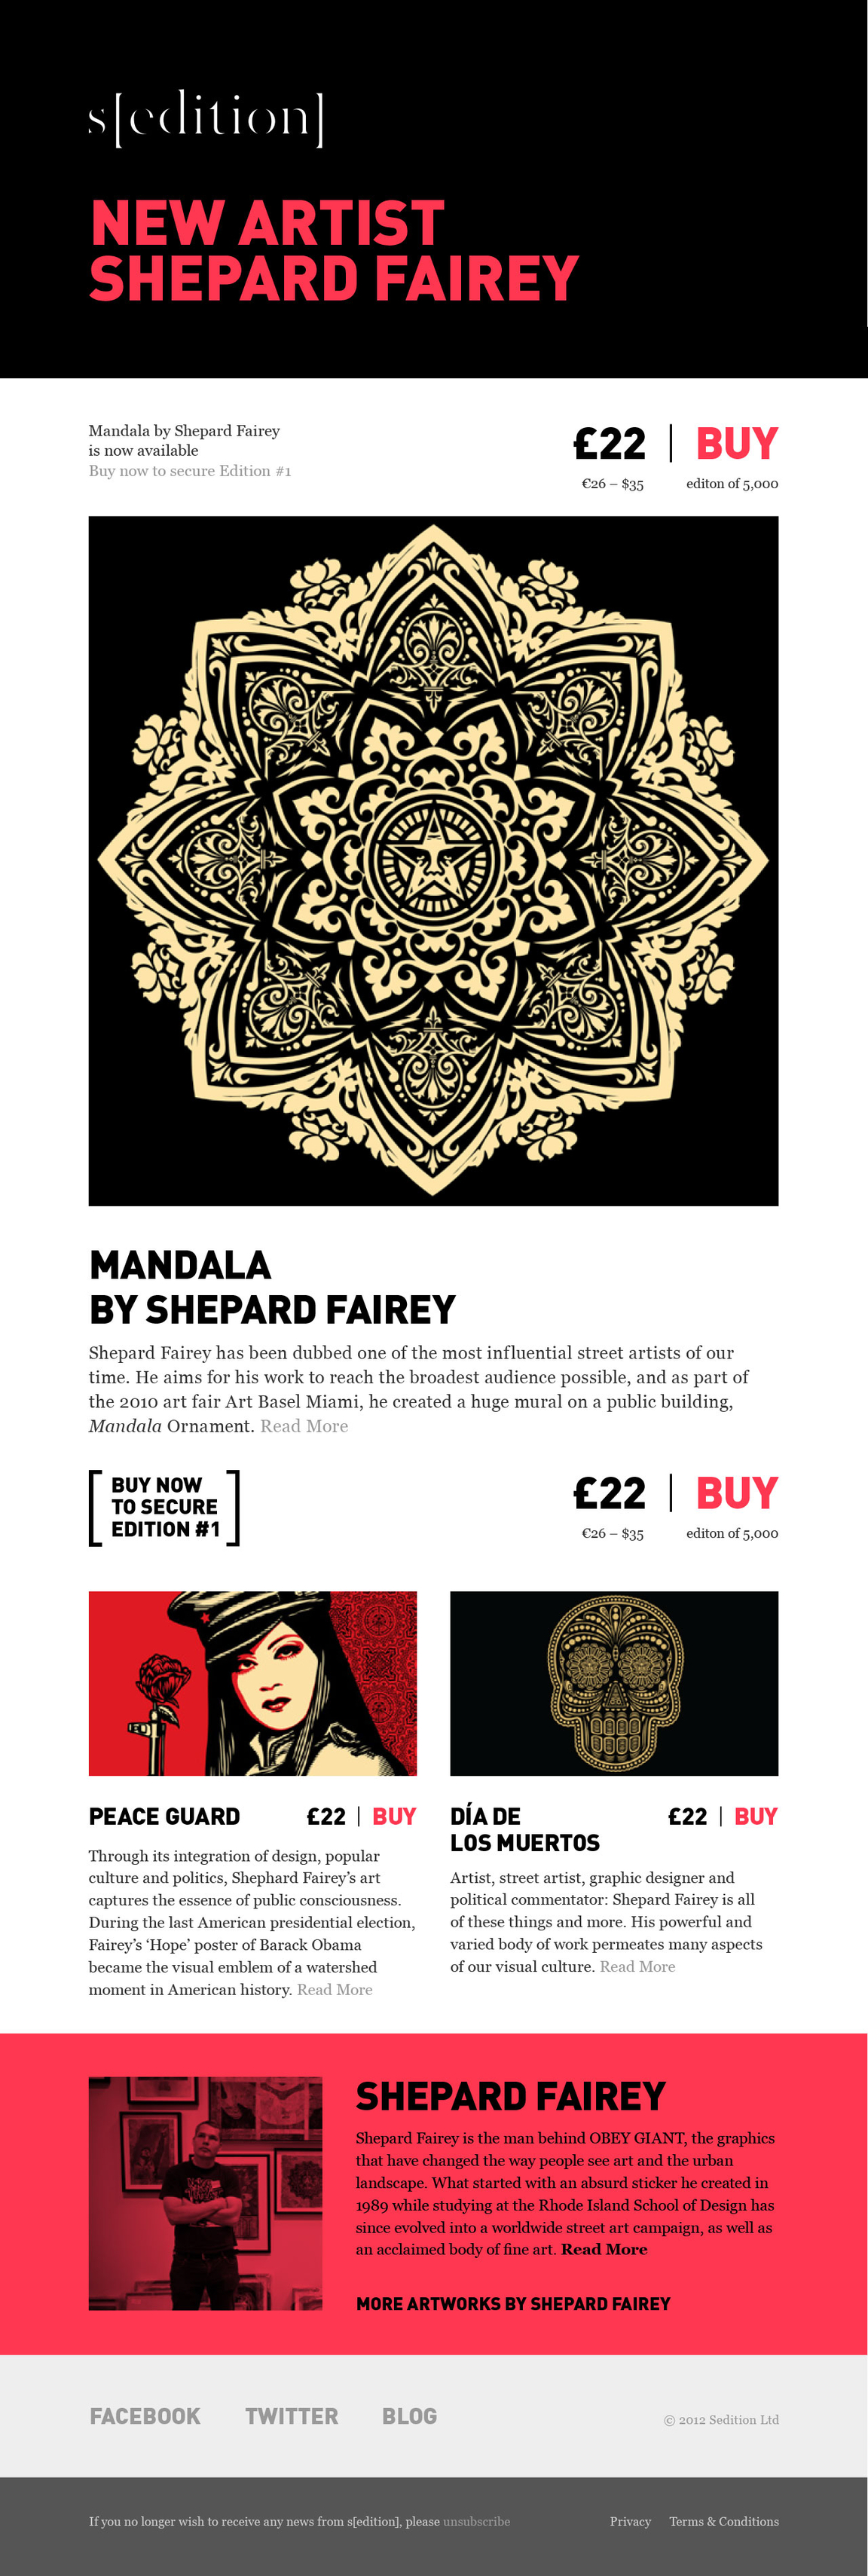 s[edition]
NEW ARTIST
SHEPARD FAIREY
Mandala by Shepard Fairey
is now available
Buy now to secure Edition #1
£22 | BUY
€26 – $35 editon of 5,000
MANDALA
BY SHEPARD FAIREY
Shepard Fairey has been dubbed one of the most influential street artists of our
time. He aims for his work to reach the broadest audience possible, and as part of
the 2010 art fair Art Basel Miami, he created a huge mural on a public building,
Mandala Ornament. Read More
BUY NOW
TO SECURE
EDITION #1
£22 | BUY
€26 – $35 editon of 5,000
PEACE GUARD £22 | BUY
Through its integration of design, popular
culture and politics, Shephard Fairey’s art
captures the essence of public consciousness.
During the last American presidential election,
Fairey’s ‘Hope’ poster of Barack Obama
became the visual emblem of a watershed
moment in American history. Read More
DÍA DE
LOS MUERTOS
£22 | BUY
Artist, street artist, graphic designer and
political commentator: Shepard Fairey is all
of these things and more. His powerful and
varied body of work permeates many aspects
of our visual culture. Read More
SHEPARD FAIREY
Shepard Fairey is the man behind OBEY GIANT, the graphics
that have changed the way people see art and the urban
landscape. What started with an absurd sticker he created in
1989 while studying at the Rhode Island School of Design has
since evolved into a worldwide street art campaign, as well as
an acclaimed body of fine art. Read More
MORE ARTWORKS BY SHEPARD FAIREY
FACEBOOK TWITTER BLOG
© 2012 Sedition Ltd
If you no longer wish to receive any news from s[edition], please unsubscribe
Privacy Terms & Conditions